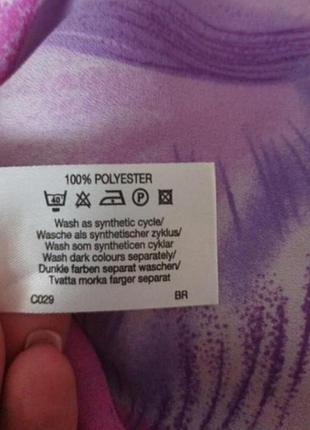 100% POLYESTER
40 P
Wash as synthetic cycle/
Wasche als synthetischer zyklus/
Wash som syntheticen cyklar
Wash dark colours separately/
Dunkle farben separat waschen/
Tvatta morka farger separat
C029 BR